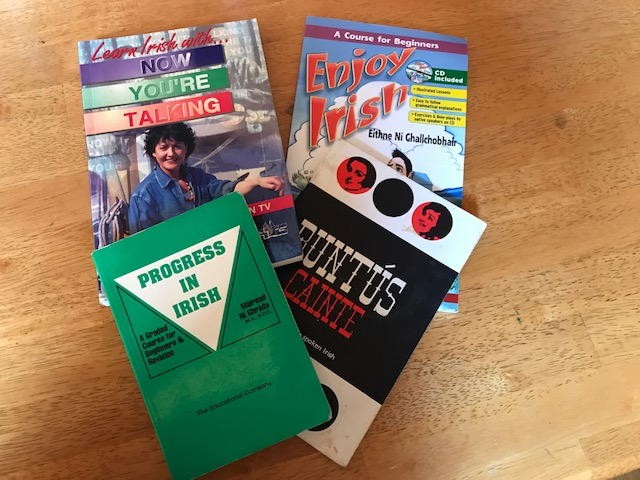 Learn Irish with...
NOW
YOU'RE
TALKING
N TV
A Course for Beginners
Enjoy
Irish
CD
included
Illustrated Lessons
Easy to follow
grammatical explanations
Exercises & Role-plays by
native speakers on CD
Eithne Ní Ghallchobhair
PROGRESS
IN
IRISH
A Graded
Course for
Beginners &
Revision
Máiréad
Ní Ghráda
The Educational Company
BUNTÚS
CAINTE
spoken Irish